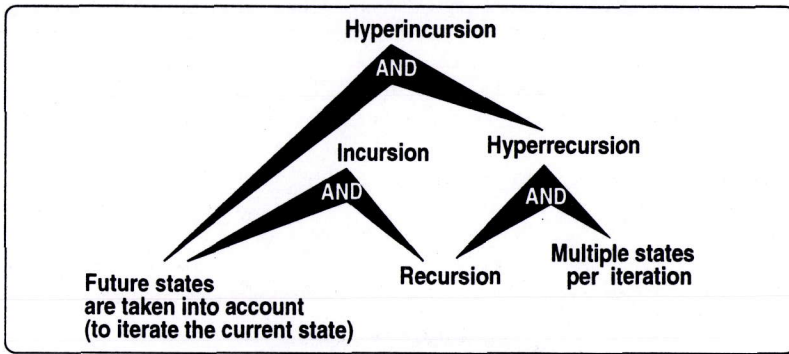 Hyperincursion
AND
Incursion
Hyperrecursion
AND
AND
Future states
are taken into account
(to iterate the current state)
Recursion
Multiple states
per iteration